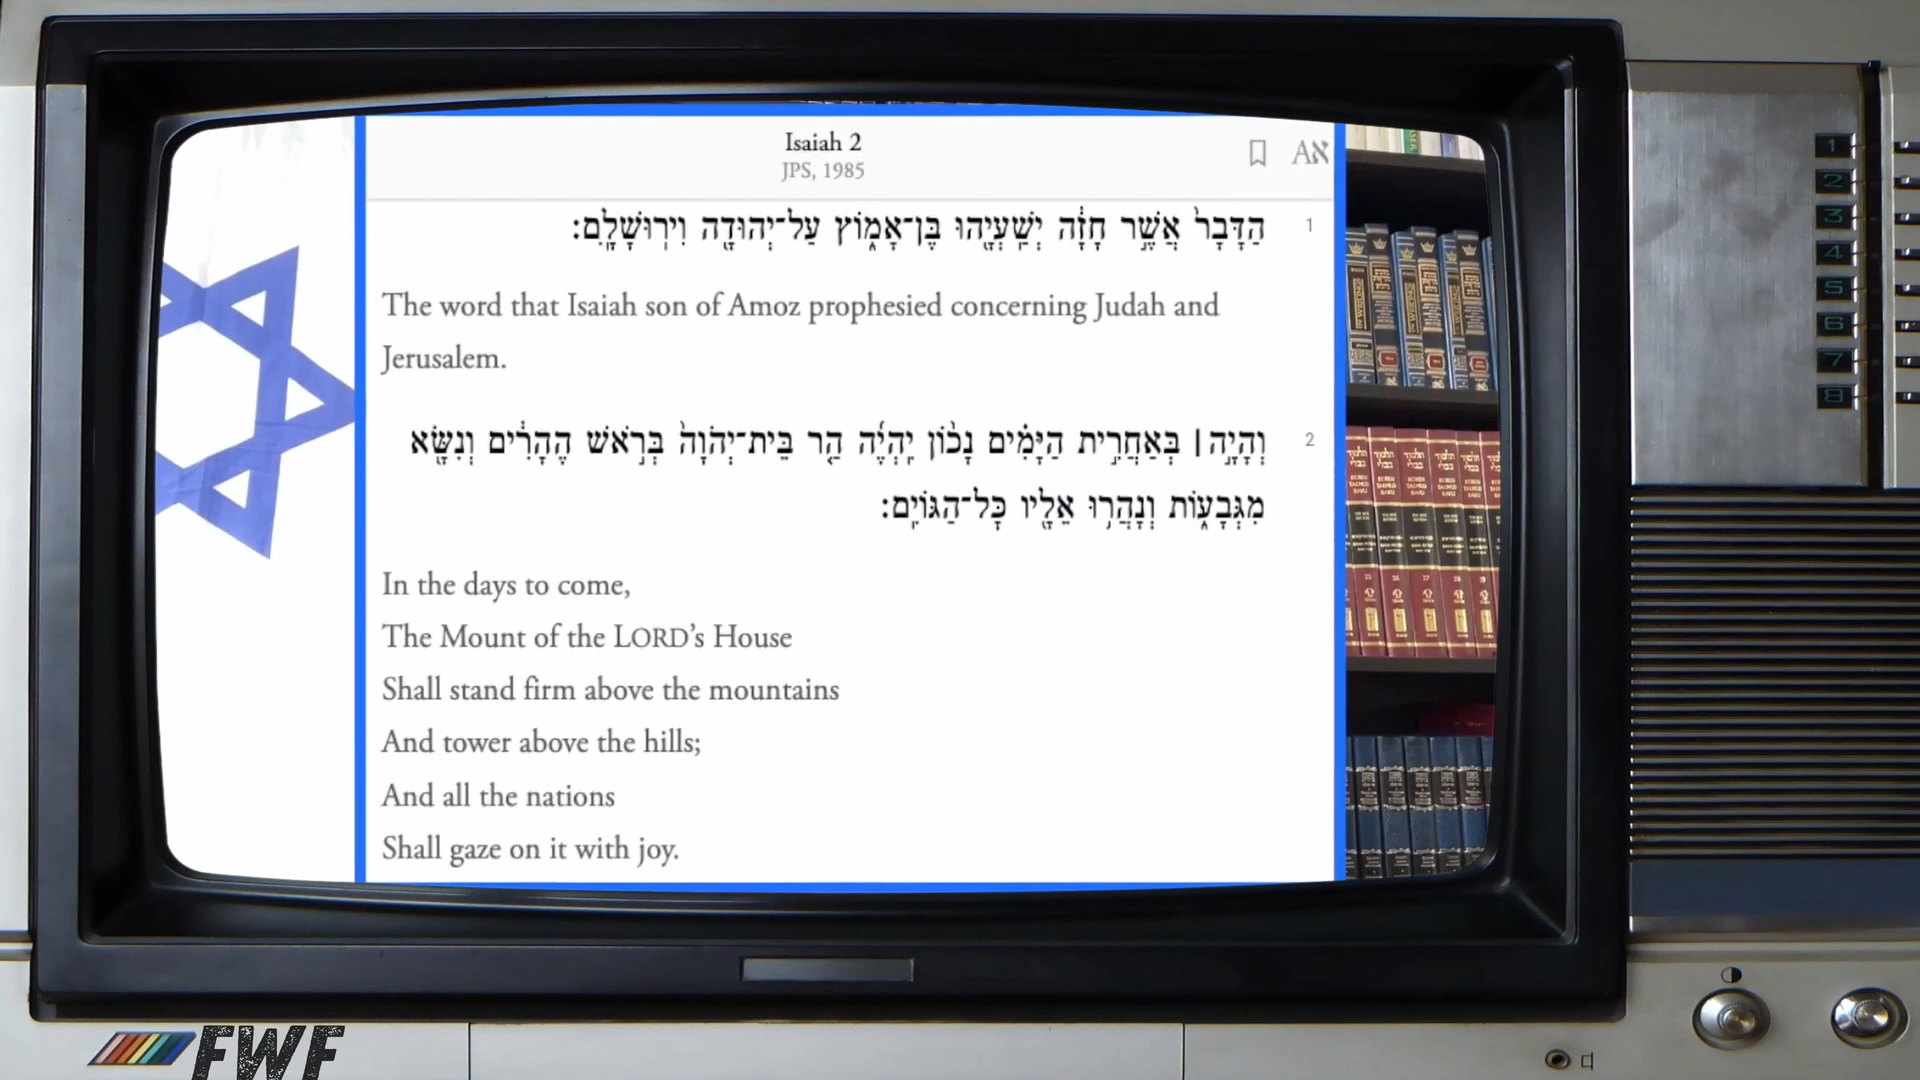 Isaiah 2
JPS, 1985
Aא
1
הַדָּבָר֙ אֲשֶׁ֣ר חָזָ֔ה יְשַֽׁעְיָ֖הוּ בֶּן־אָמ֑וֹץ עַל־יְהוּדָ֖ה וִירֽוּשָׁלָֽ͏ִם׃
The word that Isaiah son of Amoz prophesied concerning Judah and
Jerusalem.
2
וְהָיָ֣ה׀ בְּאַחֲרִ֣ית הַיָּמִ֗ים נָכ֨וֹן יִֽהְיֶ֜ה הַ֤ר בֵּית־יְהֹוָה֙ בְּרֹ֣אשׁ הֶהָרִ֔ים וְנִשָּׂ֖א
מִגְּבָע֑וֹת וְנָהֲר֥וּ אֵלָ֖יו כׇּל־הַגּוֹיִֽם׃
In the days to come,
The Mount of the LORD’s House
Shall stand firm above the mountains
And tower above the hills;
And all the nations
Shall gaze on it with joy.
1
2
3
4
5
6
7
8
FWF